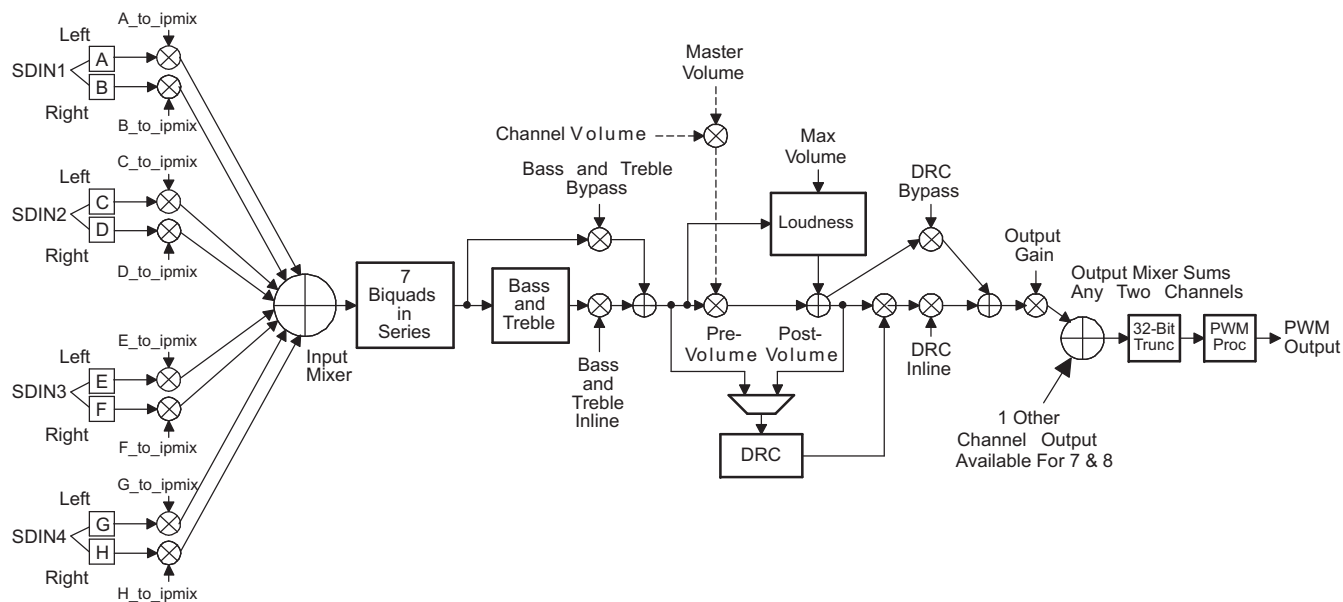 A_to_ipmix
Left
A
SDIN1
B
Right
B_to_ipmix
C_to_ipmix
Left
C
SDIN2
D
Right
D_to_ipmix
E_to_ipmix
Left
E
SDIN3
F
Right
F_to_ipmix
G_to_ipmix
Left
G
SDIN4
H
Right
H_to_ipmix
Input
Mixer
7
Biquads
in
Series
Bass and Treble
Bypass
Bass
and
Treble
Bass
and
Treble
Inline
Master
Volume
Channel Volume
Max
Volume
Loudness
Pre-
Volume
Post-
Volume
DRC
DRC
Bypass
DRC
Inline
Output
Gain
Output Mixer Sums
Any Two Channels
32-Bit
Trunc
PWM
Proc
PWM
Output
1 Other
Channel Output
Available For 7 & 8